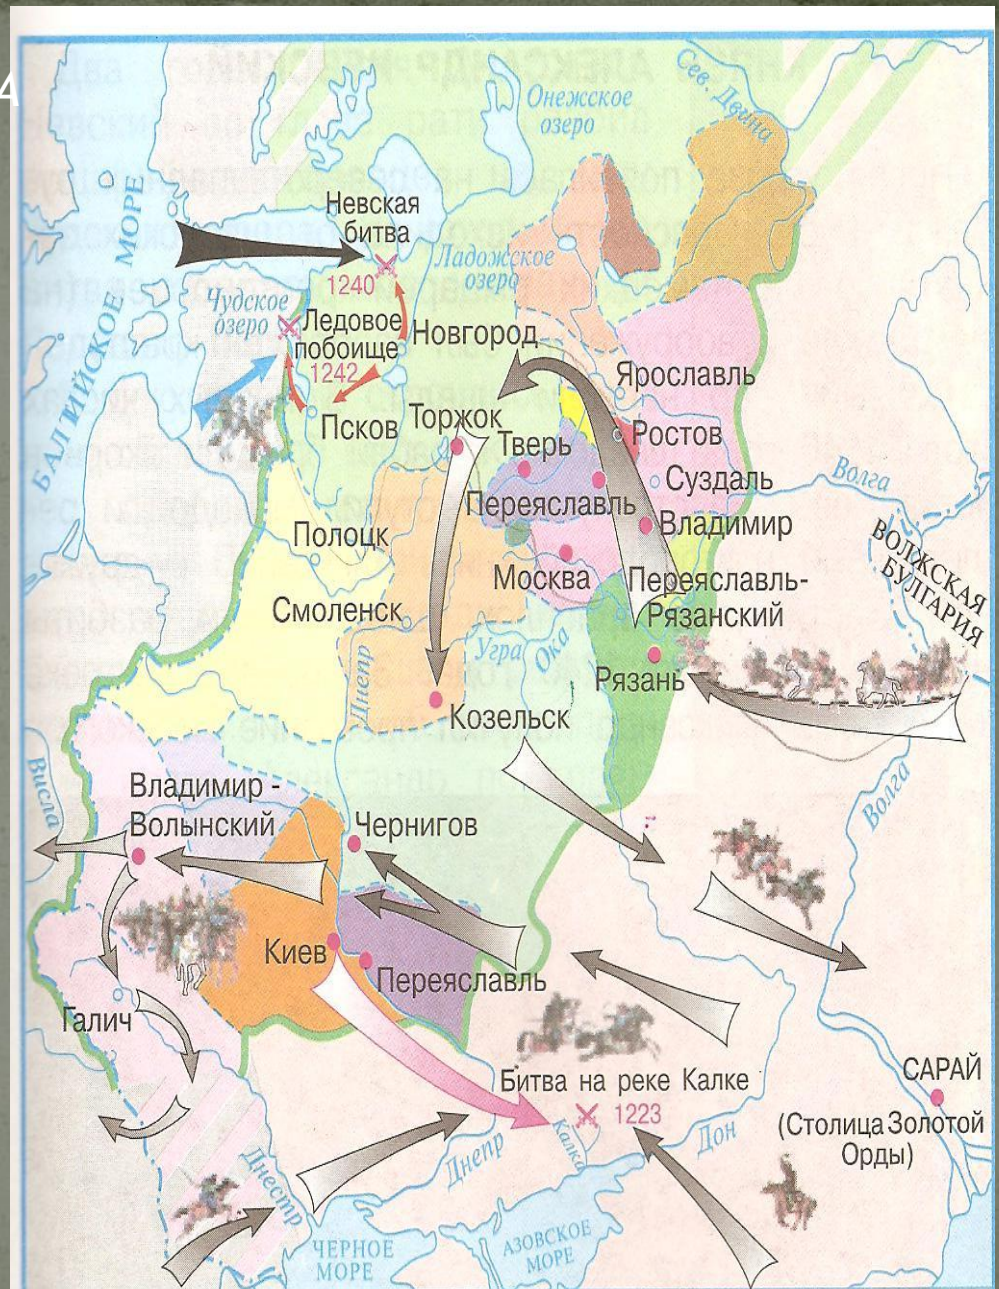 Онежское
озеро
Сев. Двина
БАЛТИЙСКОЕ МОРЕ
Невская
битва
Ладожское
озеро
1240
Чудское
озеро
Ледовое
побоище
1242
Новгород
Ярославль
Псков
Торжок
Ростов
Тверь
Суздаль
Волга
Переяславль
Владимир
ВОЛЖСКАЯ
БУЛГАРИЯ
Полоцк
Москва
Переяславль-
Рязанский
Смоленск
Угра
Ока
Днепр
Рязань
Козельск
Висла
Владимир -
Волынский
Чернигов
Волга
Киев
Переяславль
Галич
Битва на реке Калке
1223
САРАЙ
(Столица Золотой
Орды)
Калка
Дон
Днепр
Днестр
ЧЕРНОЕ
МОРЕ
АЗОВСКОЕ
МОРЕ